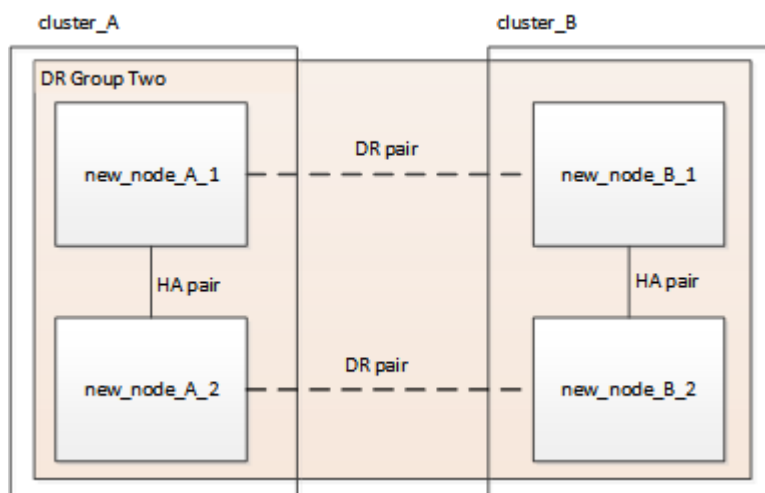 cluster_A
cluster_B
DR Group Two
new_node_A_1
DR pair
new_node_B_1
HA pair
HA pair
new_node_A_2
DR pair
new_node_B_2